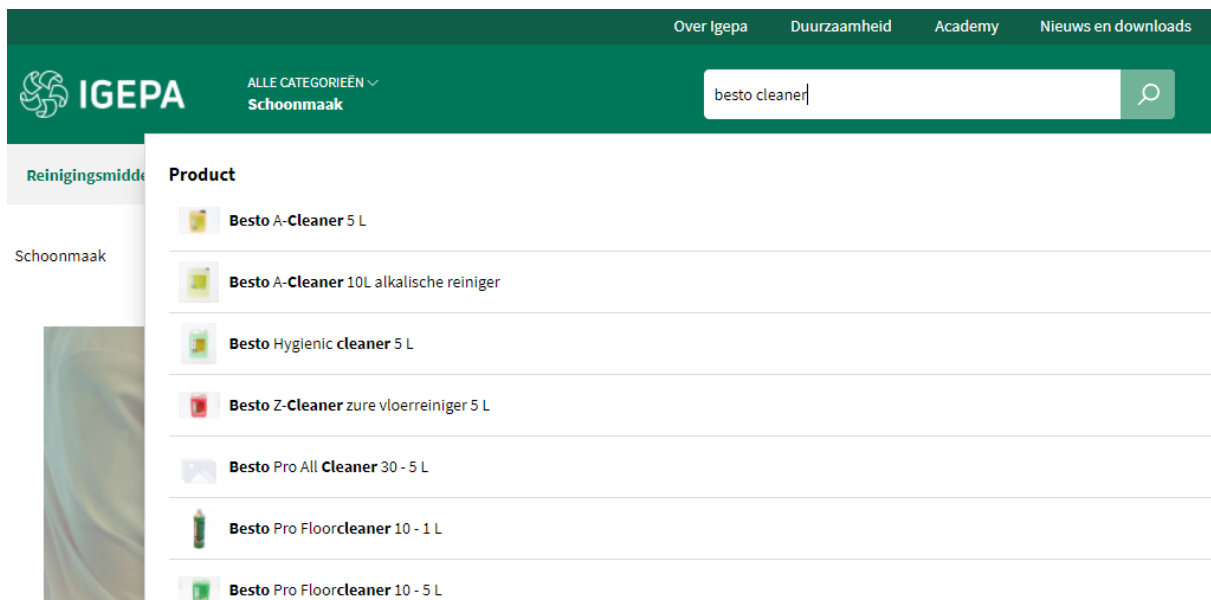 Over Igepa Duurzaamheid Academy Nieuws en downloads
IGEPA
ALLE CATEGORIEËN
Schoonmaak
besto cleaner
Reinigingsmidde
Product
Besto A-Cleaner 5 L
Schoonmaak
Besto A-Cleaner 10L alkalische reiniger
Besto Hygienic cleaner 5 L
Besto Z-Cleaner zure vloerreiniger 5 L
Besto Pro All Cleaner 30 - 5 L
Besto Pro Floorcleaner 10 - 1 L
Besto Pro Floorcleaner 10 - 5 L